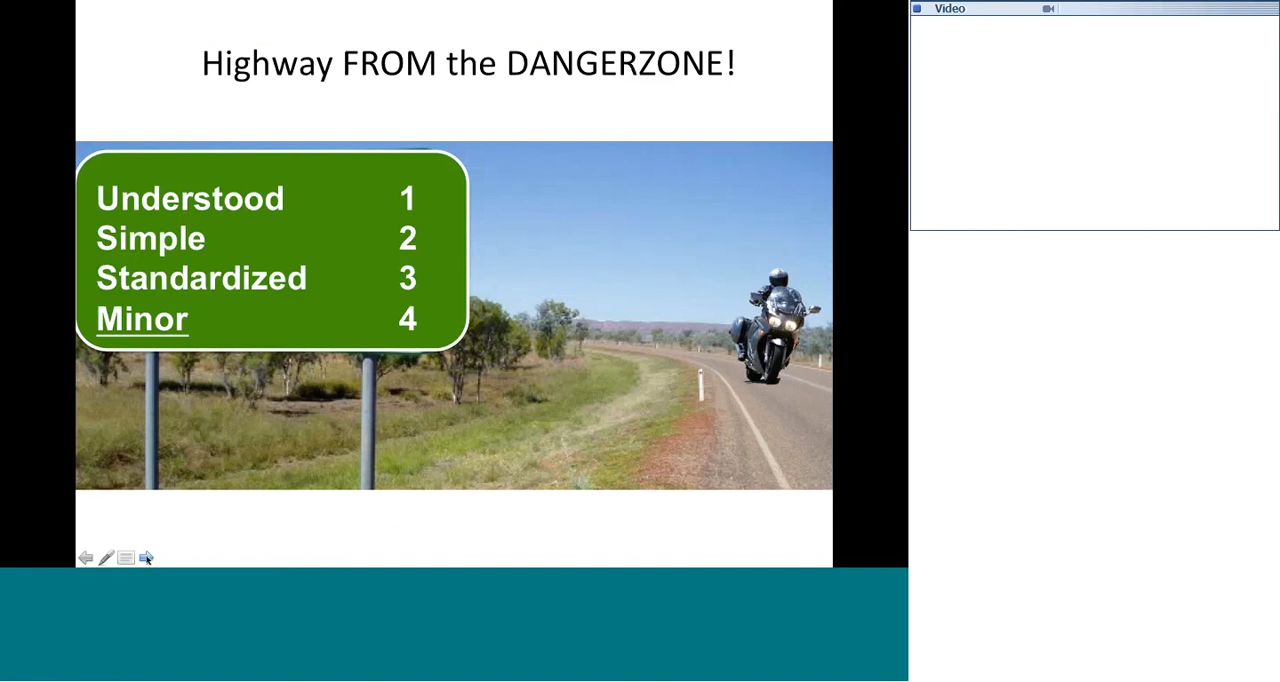 Video
Highway FROM the DANGERZONE!
Understood 1
Simple 2
Standardized 3
Minor 4